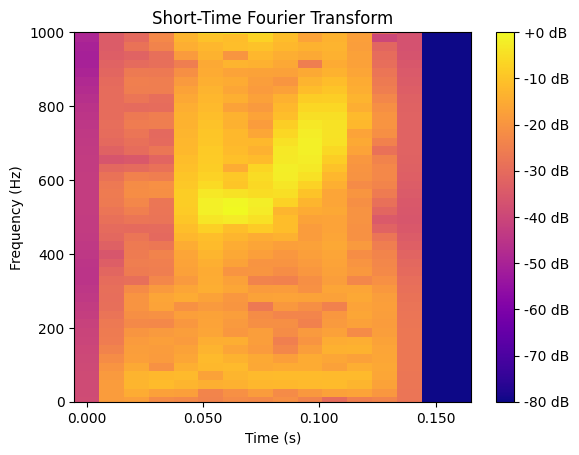 Short-Time Fourier Transform
1000
800
600
400
200
0
Frequency (Hz)
0.000
0.050
0.100
0.150
Time (s)
+0 dB
-10 dB
-20 dB
-30 dB
-40 dB
-50 dB
-60 dB
-70 dB
-80 dB